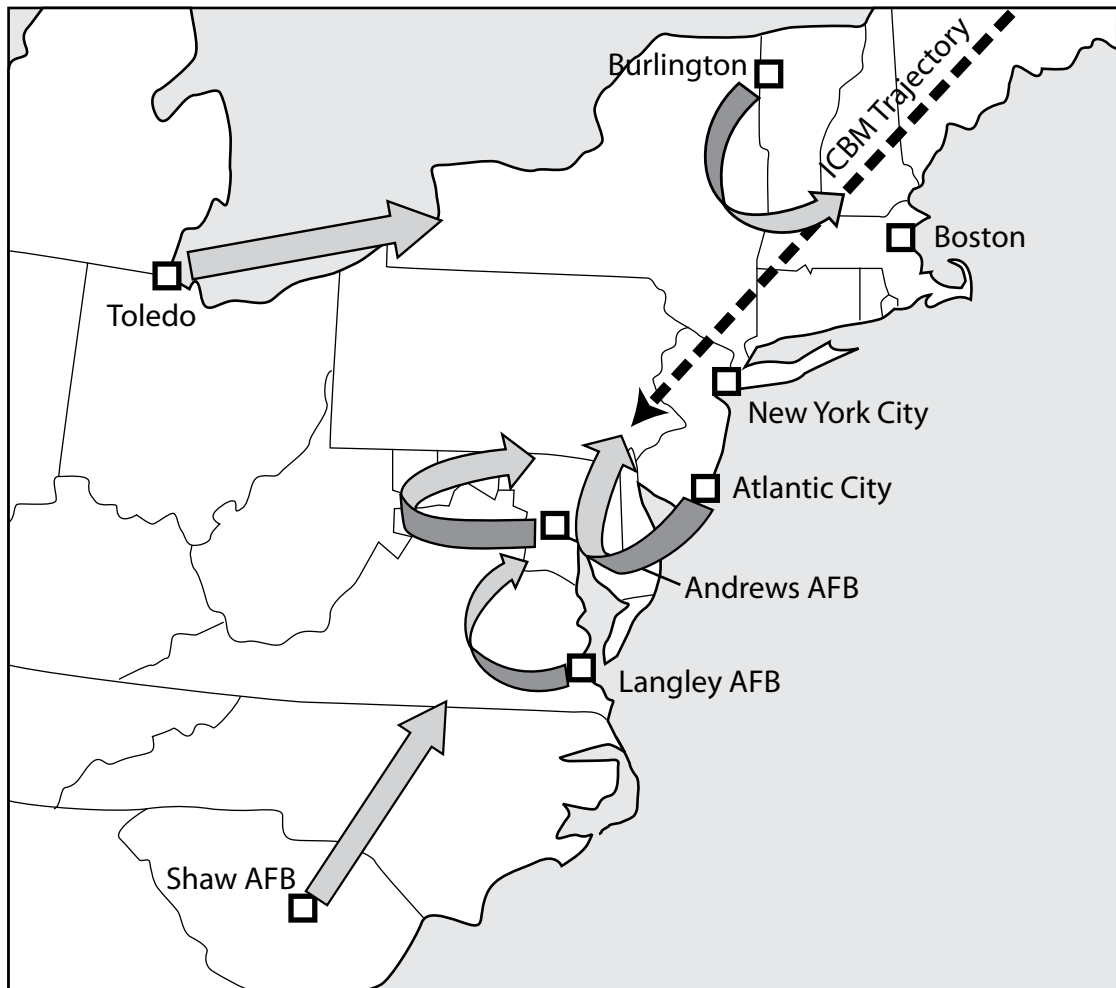 Burlington
ICBM Trajectory
Boston
Toledo
New York City
Atlantic City
Andrews AFB
Langley AFB
Shaw AFB